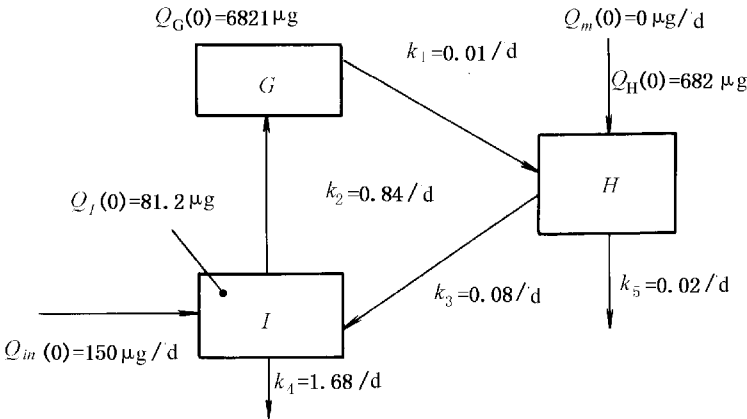 Q_G(0)=6821μg
Q_m(0)=0 μg/d
k_1=0.01/d
Q_H(0)=682 μg
G
H
k_2=0.84/d
Q_I(0)=81.2μg
k_5=0.02/d
k_3=0.08/d
I
Q_in(0)=150μg/d
k_4=1.68/d